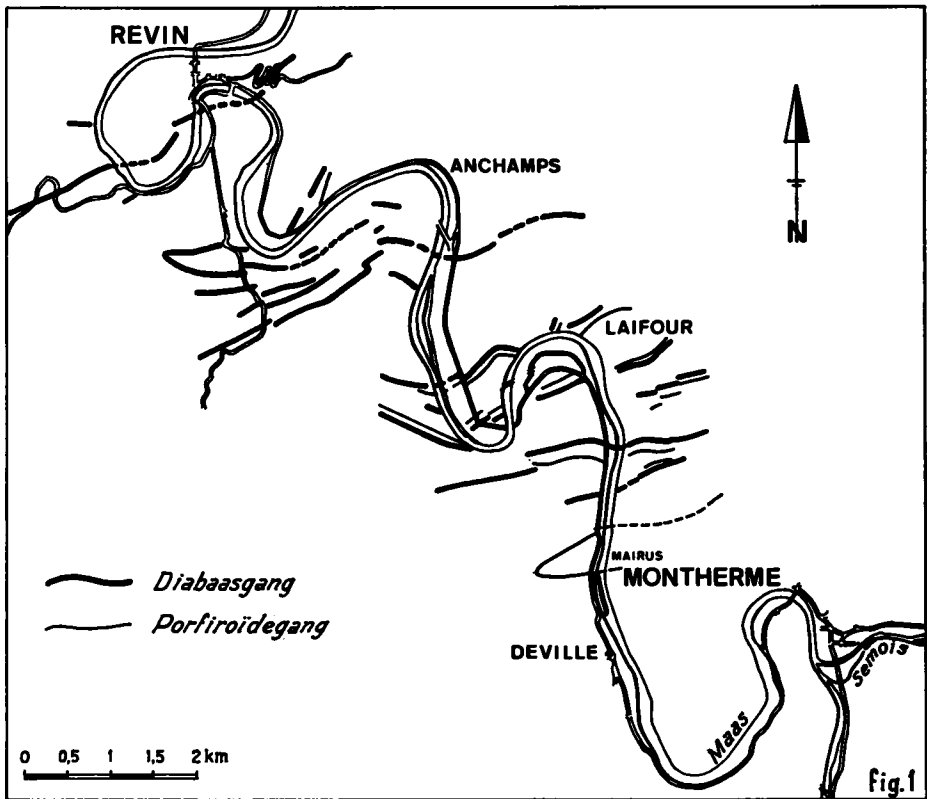 REVIN
ANCHAMPS
N
LAIFOUR
MAIRUS
MONTHERME
DEVILLE
Semois
Maas
Diabaasgang
Porfiroïdegang
0 0,5 1 1,5 2 km
Fig.1